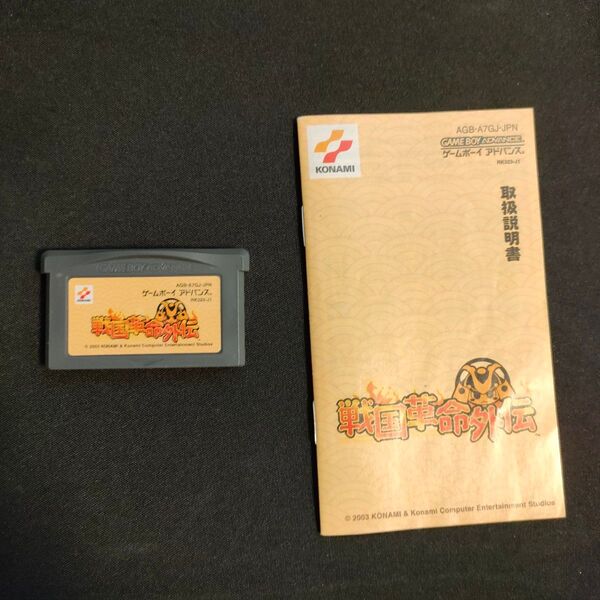 GAME BOY ADVANCE
AGB-A7GJ-JPN
ゲームボーイ アドバンス®
RK323-J1
戦国革命外伝
© 2003 KONAMI & Konami Computer Entertainment Studios
KONAMI
AGB-A7GJ-JPN
GAME BOY ADVANCE
ゲームボーイ アドバンス®
RK323-J1
取扱説明書
戦国革命外伝
TM
© 2003 KONAMI & Konami Computer Entertainment Studios